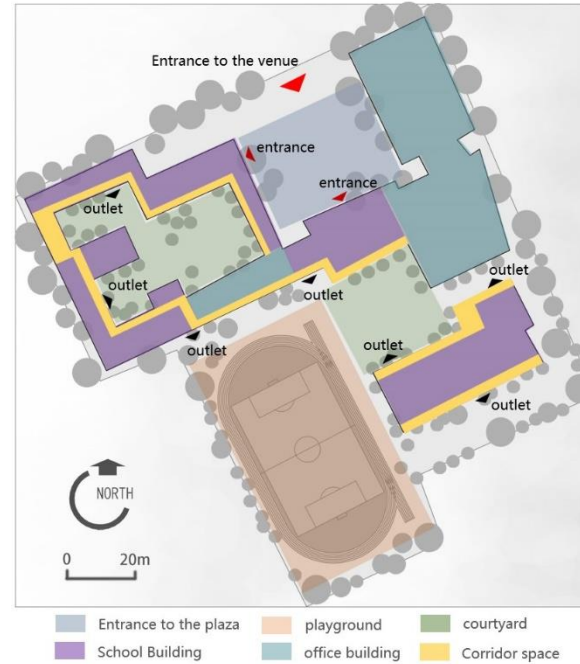 Entrance to the venue
entrance
entrance
outlet
outlet
outlet
outlet
outlet
outlet
outlet
NORTH
0 20m
Entrance to the plaza playground courtyard
School Building office building Corridor space